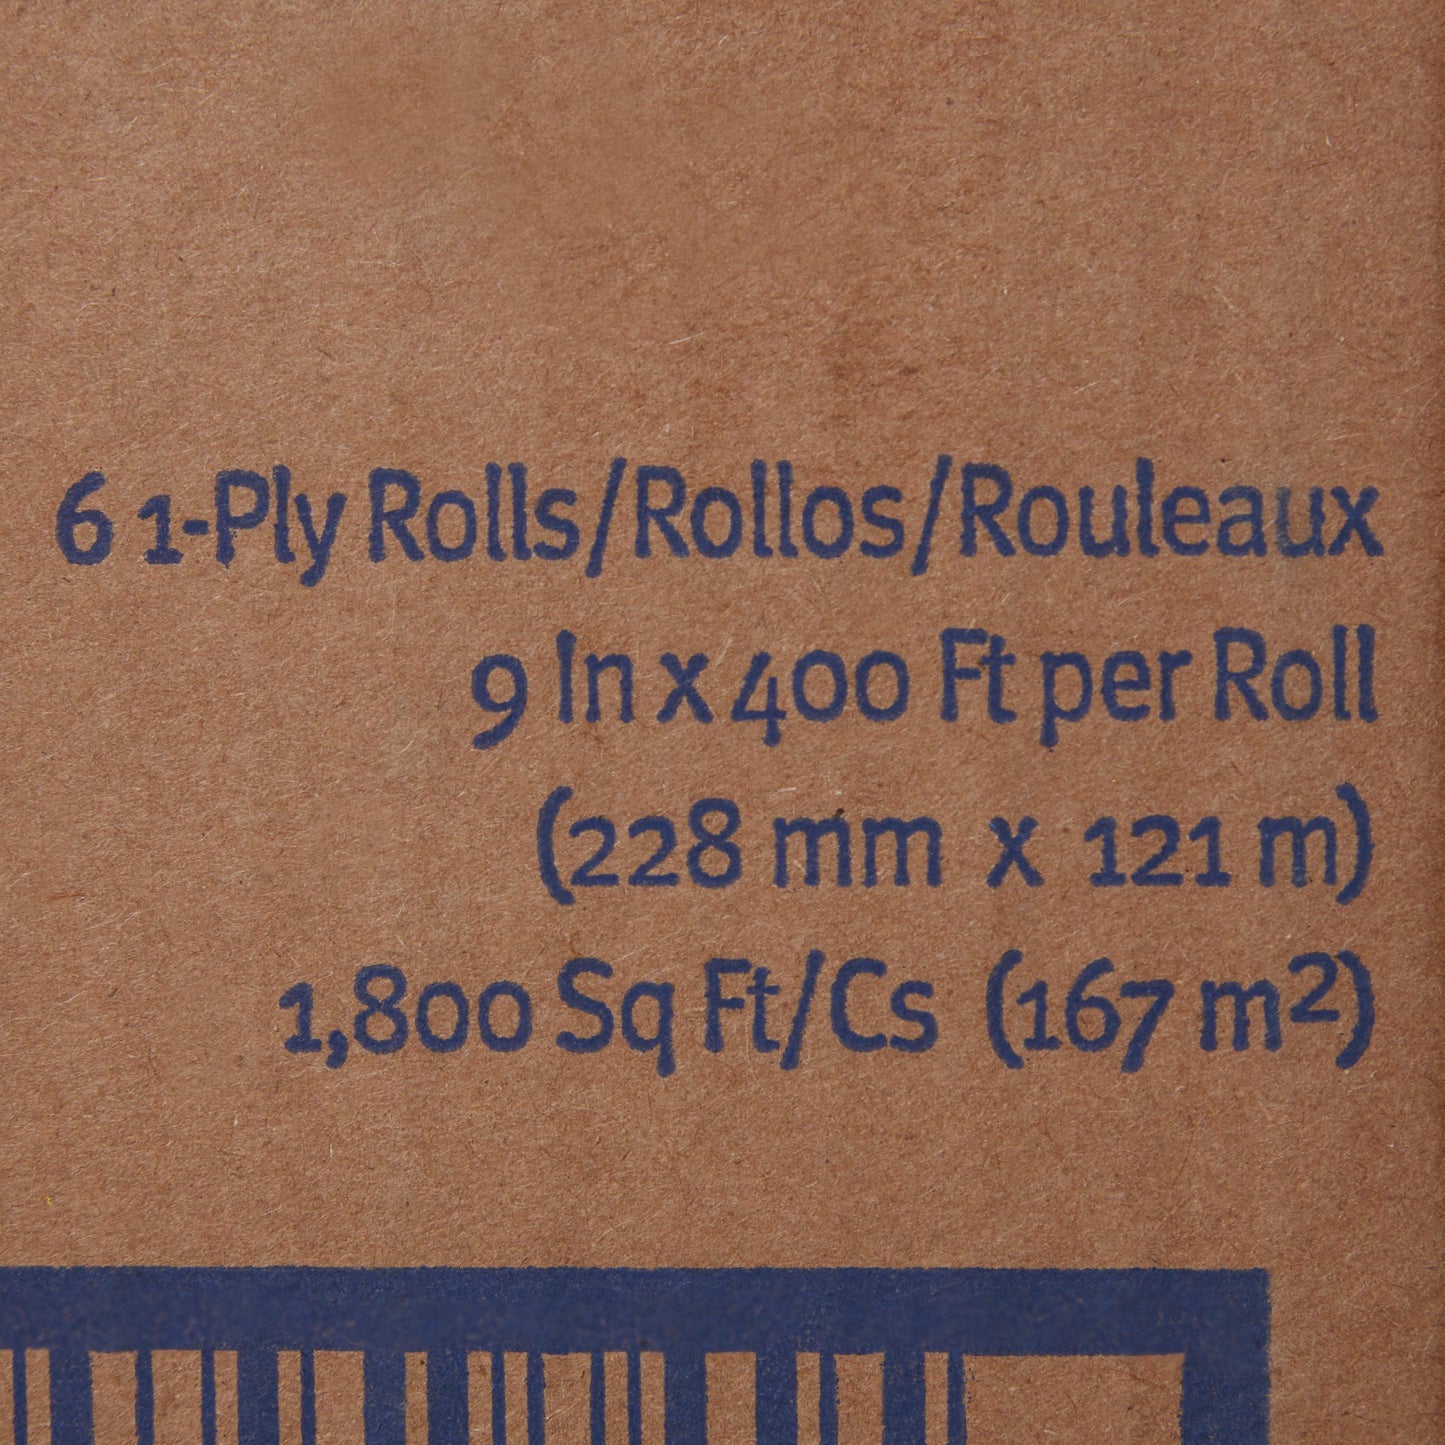 6 1-Ply Rolls/Rollos/Rouleaux
9 In x 400 Ft per Roll
(228 mm x 121 m)
1,800 Sq Ft/Cs (167 m²)